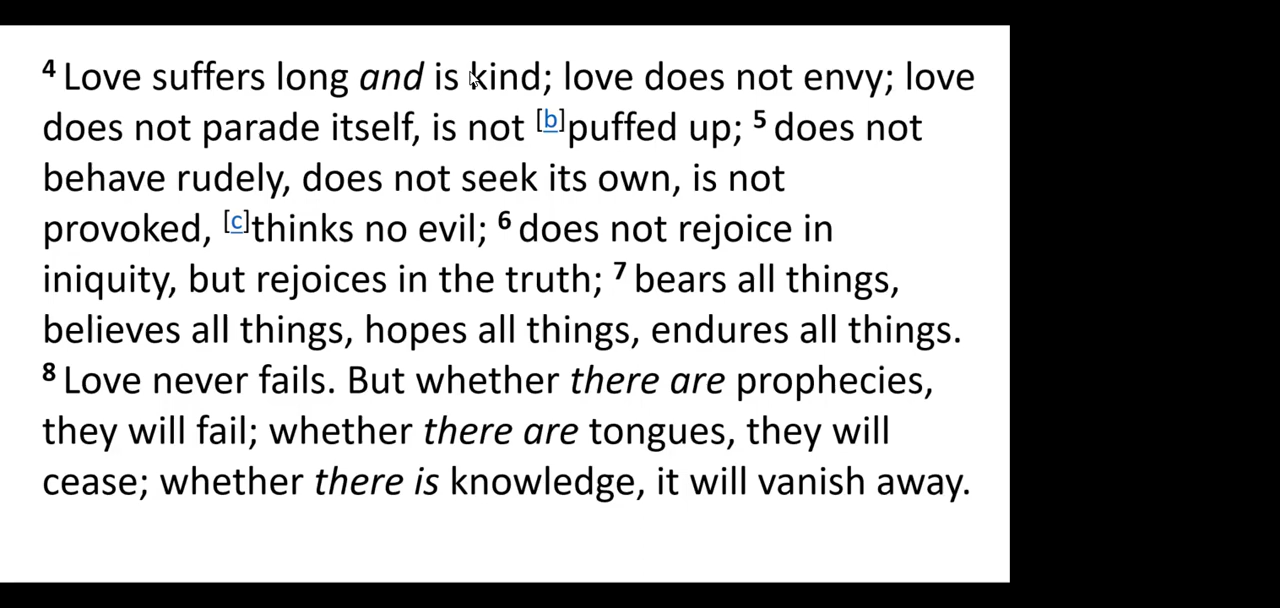 4 Love suffers long and is kind; love does not envy; love
does not parade itself, is not [b]puffed up; 5 does not
behave rudely, does not seek its own, is not
provoked, [c]thinks no evil; 6 does not rejoice in
iniquity, but rejoices in the truth; 7 bears all things,
believes all things, hopes all things, endures all things.
8 Love never fails. But whether there are prophecies,
they will fail; whether there are tongues, they will
cease; whether there is knowledge, it will vanish away.